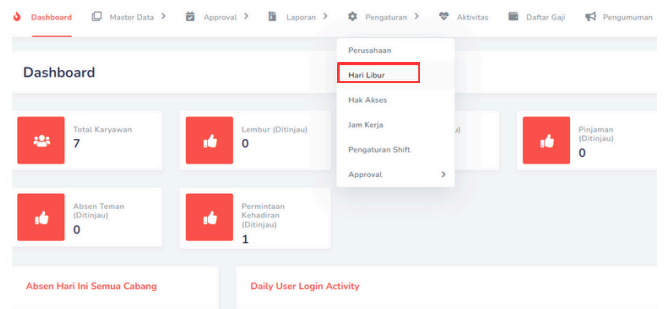 Dashboard Master Data Approval Laporan Pengaturan Aktivitas Daftar Gaji Pengumuman
Perusahaan
Hari Libur
Hak Akses
Jam Kerja
Pengaturan Shift
Approval
Dashboard
Total Karyawan
7
Lembur (Ditinjau)
0
Pinjaman
(Ditinjau)
0
Absen Teman
(Ditinjau)
0
Permintaan
Kehadiran
(Ditinjau)
1
Absen Hari Ini Semua Cabang
Daily User Login Activity